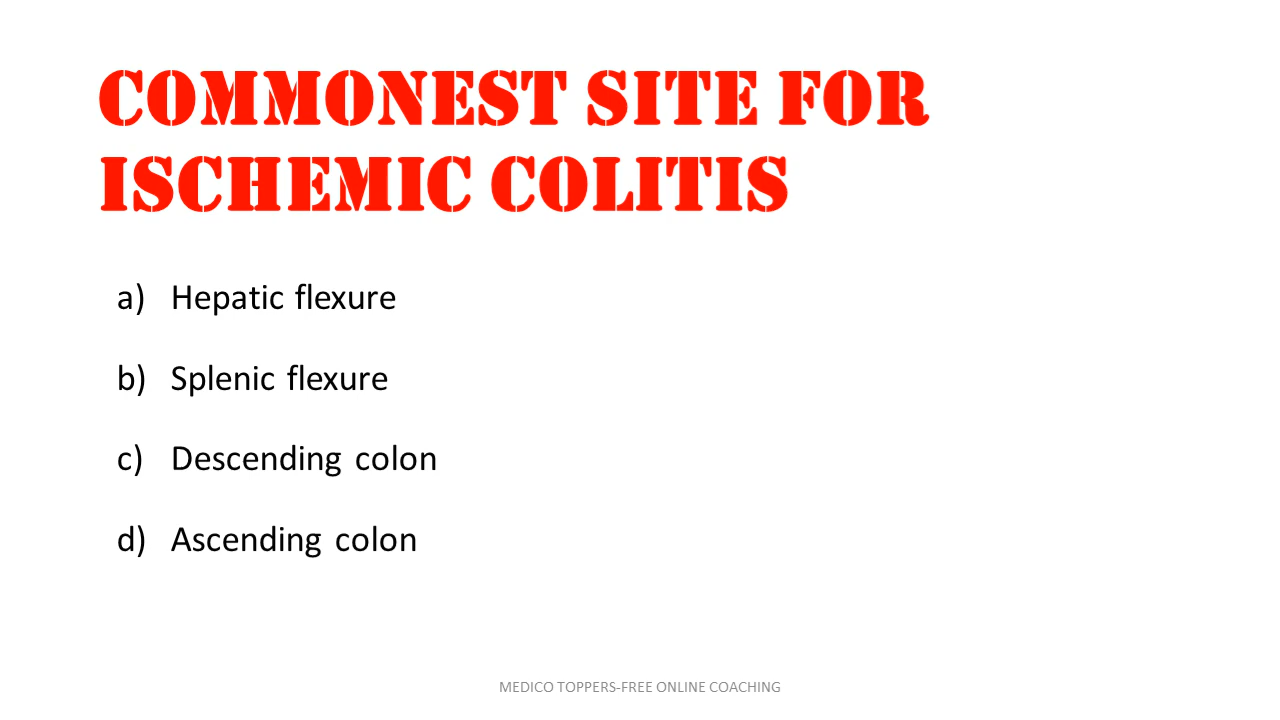 COMMONEST SITE FOR
ISCHEMIC COLITIS
a) Hepatic flexure
b) Splenic flexure
c) Descending colon
d) Ascending colon
MEDICO TOPPERS-FREE ONLINE COACHING